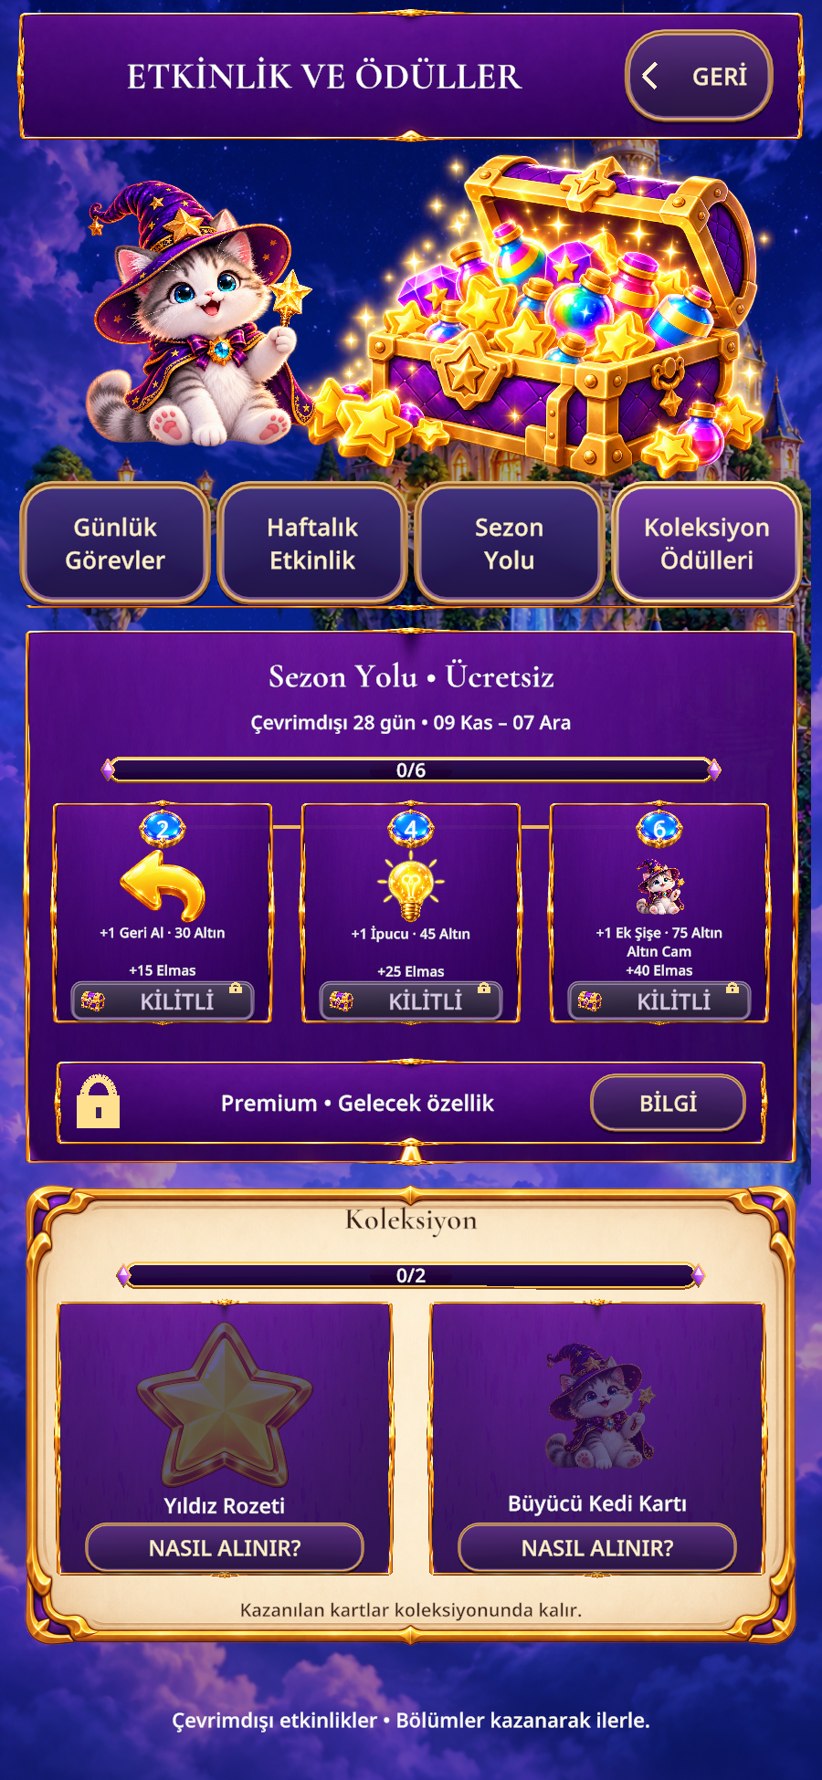 ETKİNLİK VE ÖDÜLLER
GERİ
Günlük
Görevler
Haftalık
Etkinlik
Sezon
Yolu
Koleksiyon
Ödülleri
Sezon Yolu • Ücretsiz
Çevrimdışı 28 gün • 09 Kas – 07 Ara
0/6
2
+1 Geri Al · 30 Altın
+15 Elmas
KİLİTLİ
4
+1 İpucu · 45 Altın
+25 Elmas
KİLİTLİ
6
+1 Ek Şişe · 75 Altın
Altın Cam
+40 Elmas
KİLİTLİ
Premium • Gelecek özellik
BİLGİ
Koleksiyon
0/2
Yıldız Rozeti
NASIL ALINIR?
Büyücü Kedi Kartı
NASIL ALINIR?
Kazanılan kartlar koleksiyonunda kalır.
Çevrimdışı etkinlikler • Bölümler kazanarak ilerle.